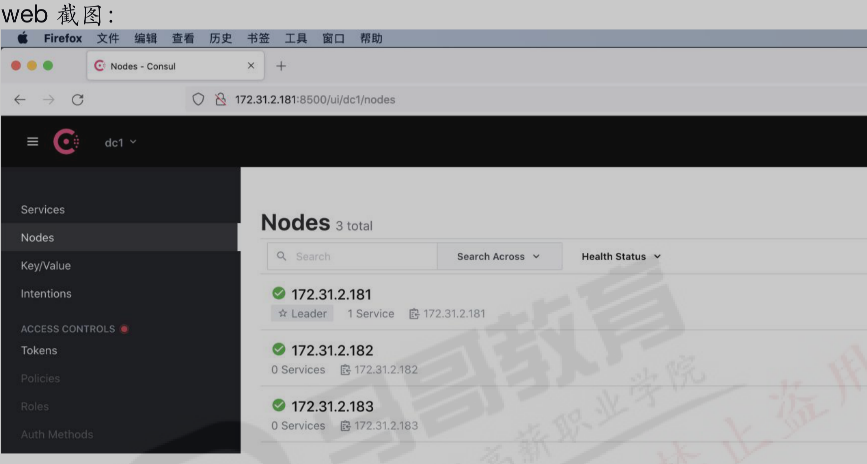 web 截图：
Firefox 文件 编辑 查看 历史 书签 工具 窗口 帮助
Nodes - Consul
172.31.2.181:8500/ui/dc1/nodes
dc1
Services
Nodes
Key/Value
Intentions
ACCESS CONTROLS
Tokens
Policies
Roles
Auth Methods
Nodes 3 total
Search
Search Across
Health Status
172.31.2.181
Leader 1 Service 172.31.2.181
172.31.2.182
0 Services 172.31.2.182
172.31.2.183
0 Services 172.31.2.183
马哥教育
高薪职业学院
禁止盗用